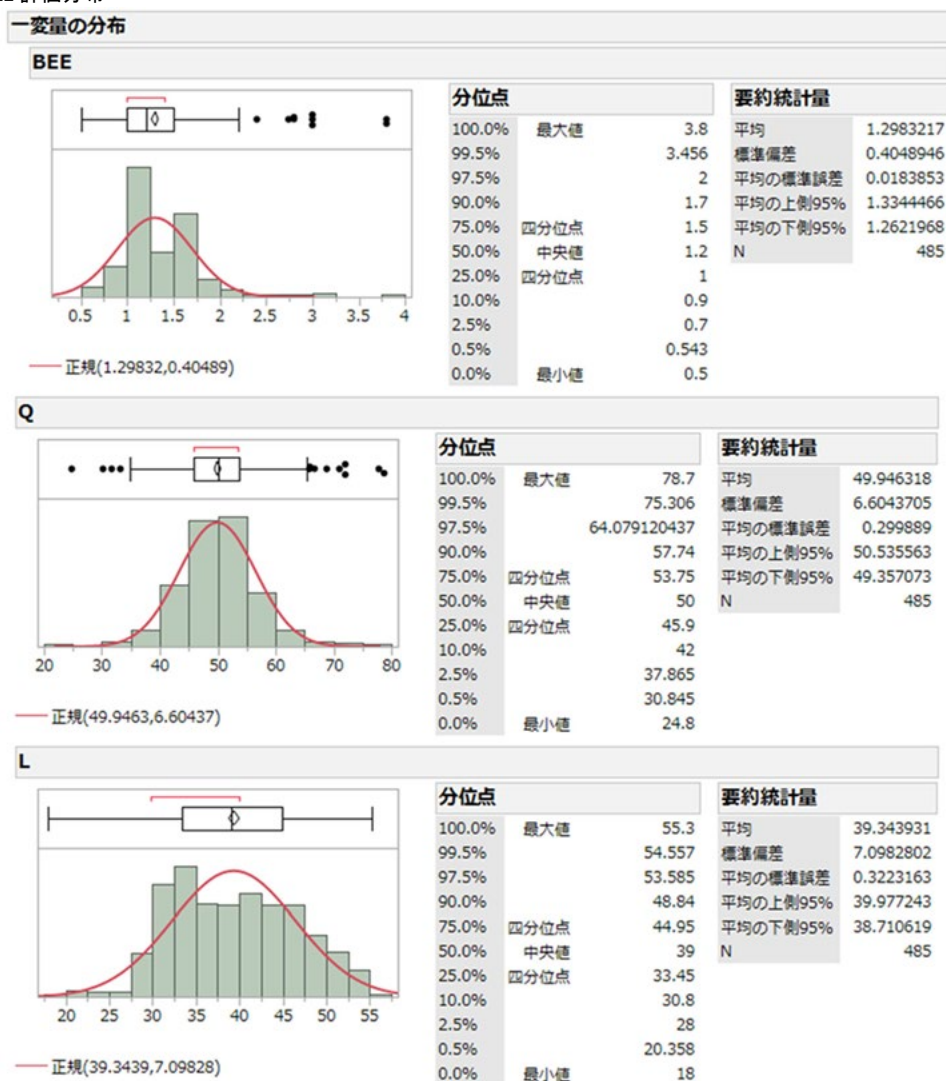 一変量の分布
BEE
0.5 1 1.5 2 2.5 3 3.5 4
正規(1.29832,0.40489)
分位点
100.0% 最大値 3.8
99.5% 3.456
97.5% 2
90.0% 1.7
75.0% 四分位点 1.5
50.0% 中央値 1.2
25.0% 四分位点 1
10.0% 0.9
2.5% 0.7
0.5% 0.543
0.0% 最小値 0.5
要約統計量
平均 1.2983217
標準偏差 0.4048946
平均の標準誤差 0.0183853
平均の上側95% 1.3344466
平均の下側95% 1.2621968
N 485
Q
20 30 40 50 60 70 80
正規(49.9463,6.60437)
分位点
100.0% 最大値 78.7
99.5% 75.306
97.5% 64.079120437
90.0% 57.74
75.0% 四分位点 53.75
50.0% 中央値 50
25.0% 四分位点 45.9
10.0% 42
2.5% 37.865
0.5% 30.845
0.0% 最小値 24.8
要約統計量
平均 49.946318
標準偏差 6.6043705
平均の標準誤差 0.299889
平均の上側95% 50.535563
平均の下側95% 49.357073
N 485
L
20 25 30 35 40 45 50 55
正規(39.3439,7.09828)
分位点
100.0% 最大値 55.3
99.5% 54.557
97.5% 53.585
90.0% 48.84
75.0% 四分位点 44.95
50.0% 中央値 39
25.0% 四分位点 33.45
10.0% 30.8
2.5% 28
0.5% 20.358
0.0% 最小値 18
要約統計量
平均 39.343931
標準偏差 7.0982802
平均の標準誤差 0.3223163
平均の上側95% 39.977243
平均の下側95% 38.710619
N 485